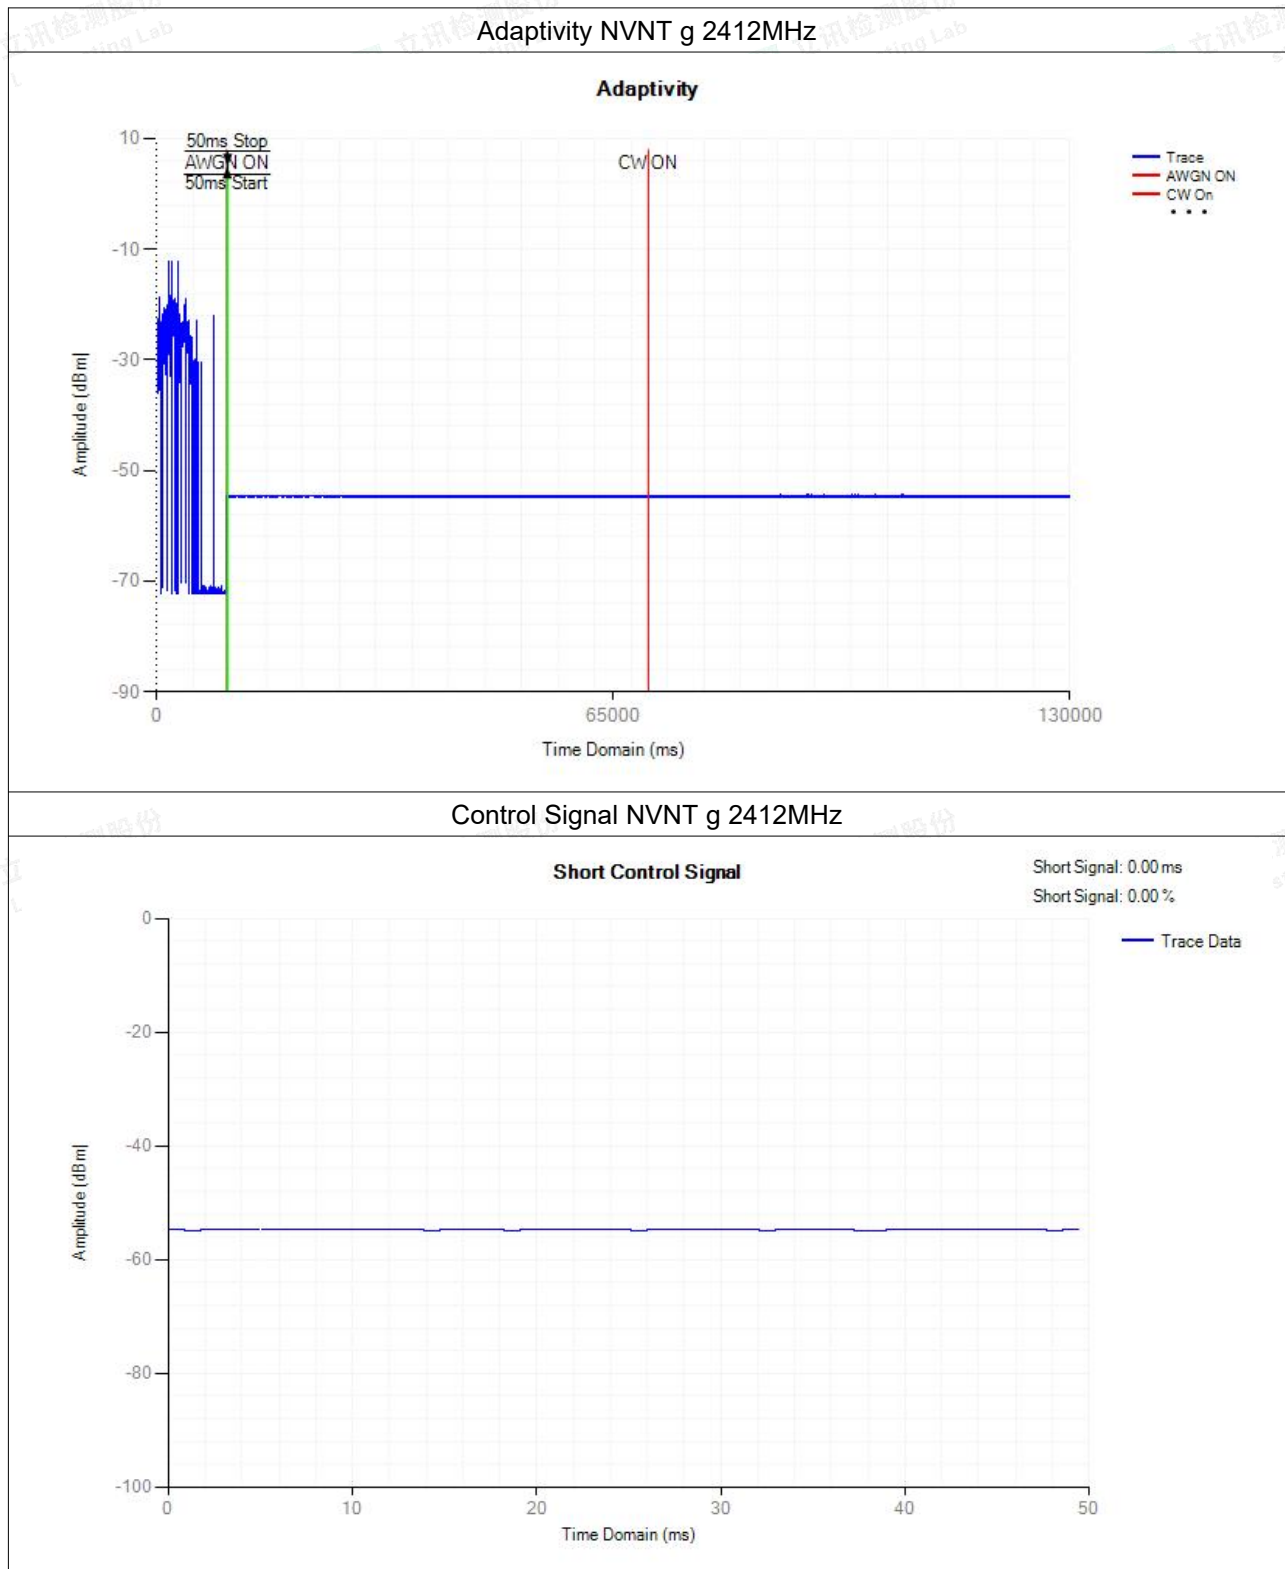 Adaptivity NVNT g 2412MHz
Adaptivity
50ms Stop
AWGN ON
50ms Start
CW ON
Trace
AWGN ON
CW On
10
-10
-30
-50
-70
-90
Amplitude [dBm]
0
65000
130000
Time Domain (ms)
Control Signal NVNT g 2412MHz
Short Control Signal
Short Signal: 0.00 ms
Short Signal: 0.00 %
Trace Data
0
-20
-40
-60
-80
-100
Amplitude [dBm]
0
10
20
30
40
50
Time Domain (ms)